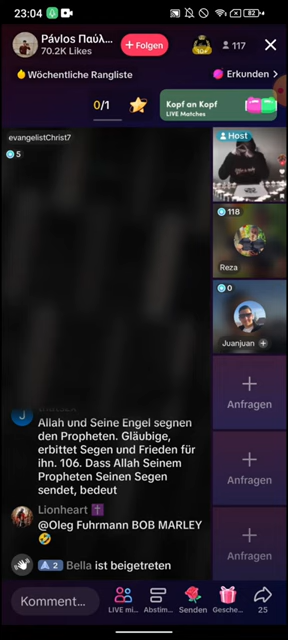 23:04
82
Pávlos Παύλ...
70.2K Likes
+ Folgen
117
Wöchentliche Rangliste
Erkunden >
0/1
Kopf an Kopf
LIVE Matches
evangelistChrist7
5
Host
118
Reza
0
Juanjuan +
Anfragen
Anfragen
Anfragen
J
Allah und Seine Engel segnen
den Propheten. Gläubige,
erbittet Segen und Frieden für
ihn. 106. Dass Allah Seinem
Propheten Seinen Segen
sendet, bedeut
Lionheart ✝️
@Oleg Fuhrmann BOB MARLEY
🤣
2 Bella ist beigetreten
Komment...
LIVE mi...
Abstim...
Senden
Gesche...
25